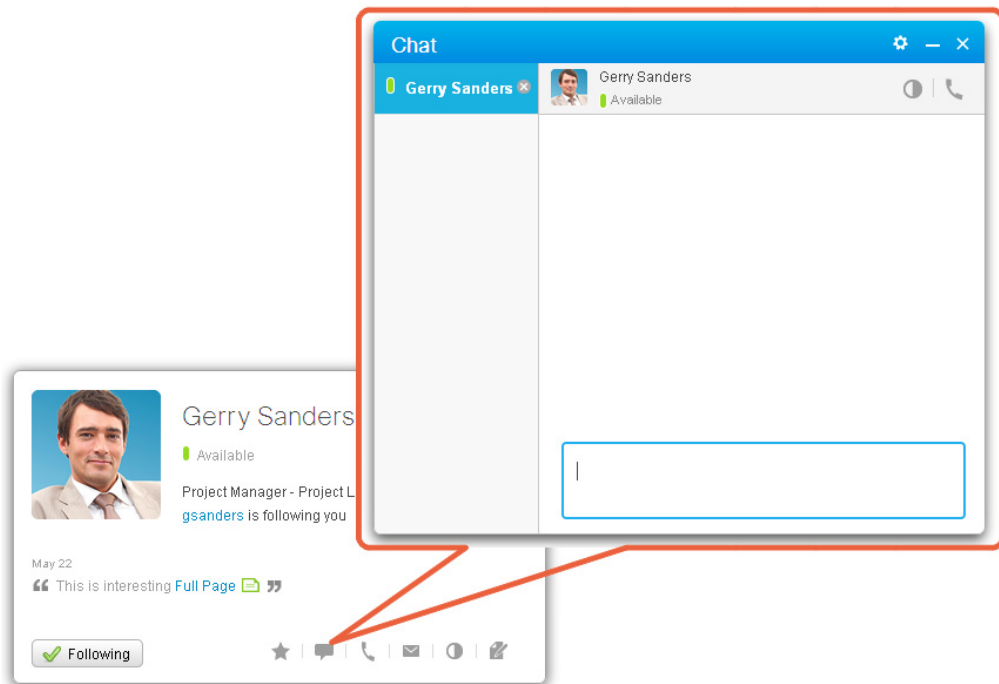 Chat
Gerry Sanders
Gerry Sanders
Available
Gerry Sanders
Available
Project Manager - Project L
gsanders is following you
May 22
“ This is interesting Full Page ”
Following